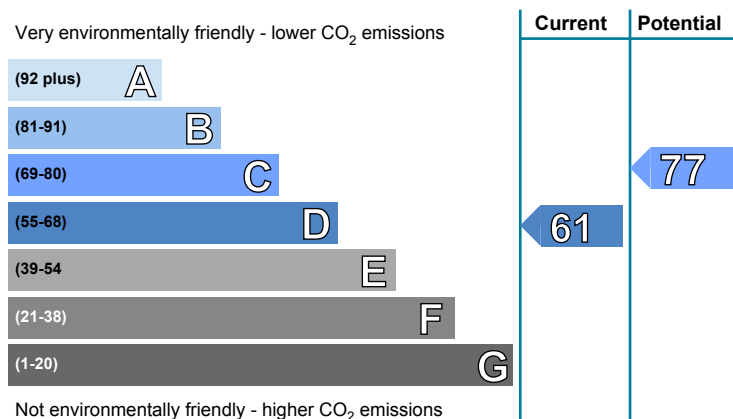 Current Potential
Very environmentally friendly - lower CO2 emissions
(92 plus) A
(81-91) B
(69-80) C 77
(55-68) D 61
(39-54 E
(21-38) F
(1-20) G
Not environmentally friendly - higher CO2 emissions